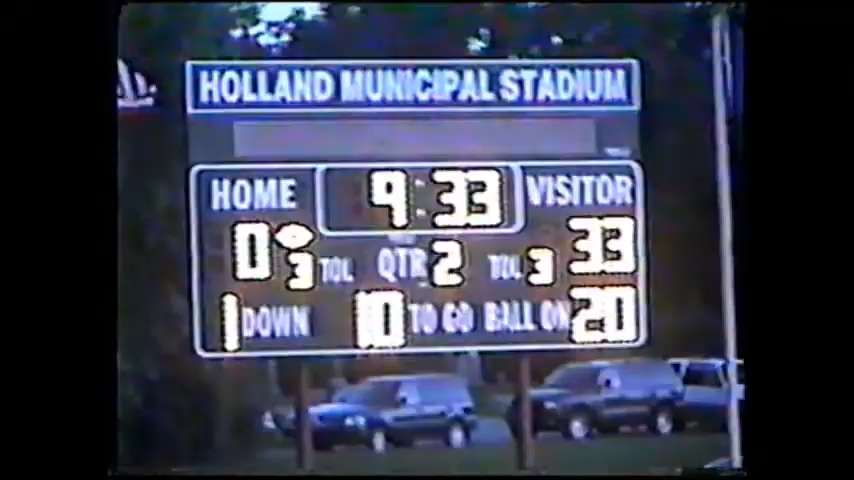 HOLLAND MUNICIPAL STADIUM
HOME 9:33 VISITOR
0 3 TOL QTR 2 TOL 3 33
1 DOWN 10 TO GO BALL ON 20